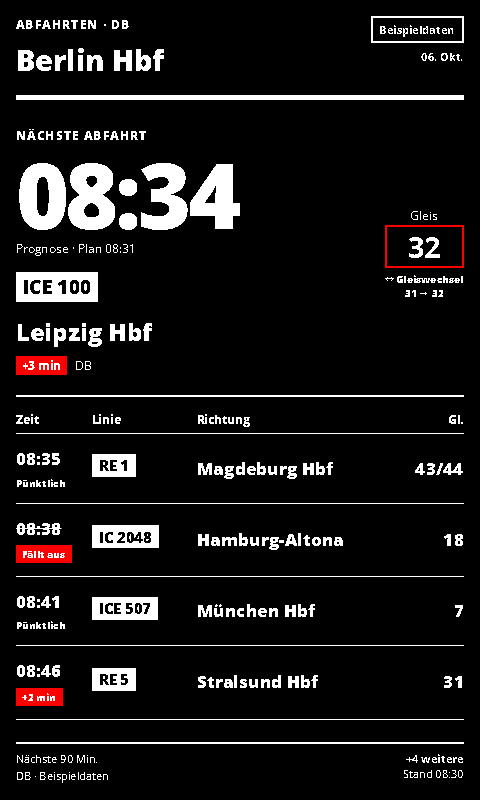 ABFAHRTEN · DB
Beispieldaten
Berlin Hbf
06. Okt.
NÄCHSTE ABFAHRT
08:34
Prognose · Plan 08:31
Gleis
32
↔ Gleiswechsel
31 → 32
ICE 100
Leipzig Hbf
+3 min DB
Zeit Linie Richtung Gl.
08:35 RE 1 Magdeburg Hbf 43/44
Pünktlich
08:38 IC 2048 Hamburg-Altona 18
Fällt aus
08:41 ICE 507 München Hbf 7
Pünktlich
08:46 RE 5 Stralsund Hbf 31
+2 min
Nächste 90 Min. +4 weitere
DB · Beispieldaten Stand 08:30